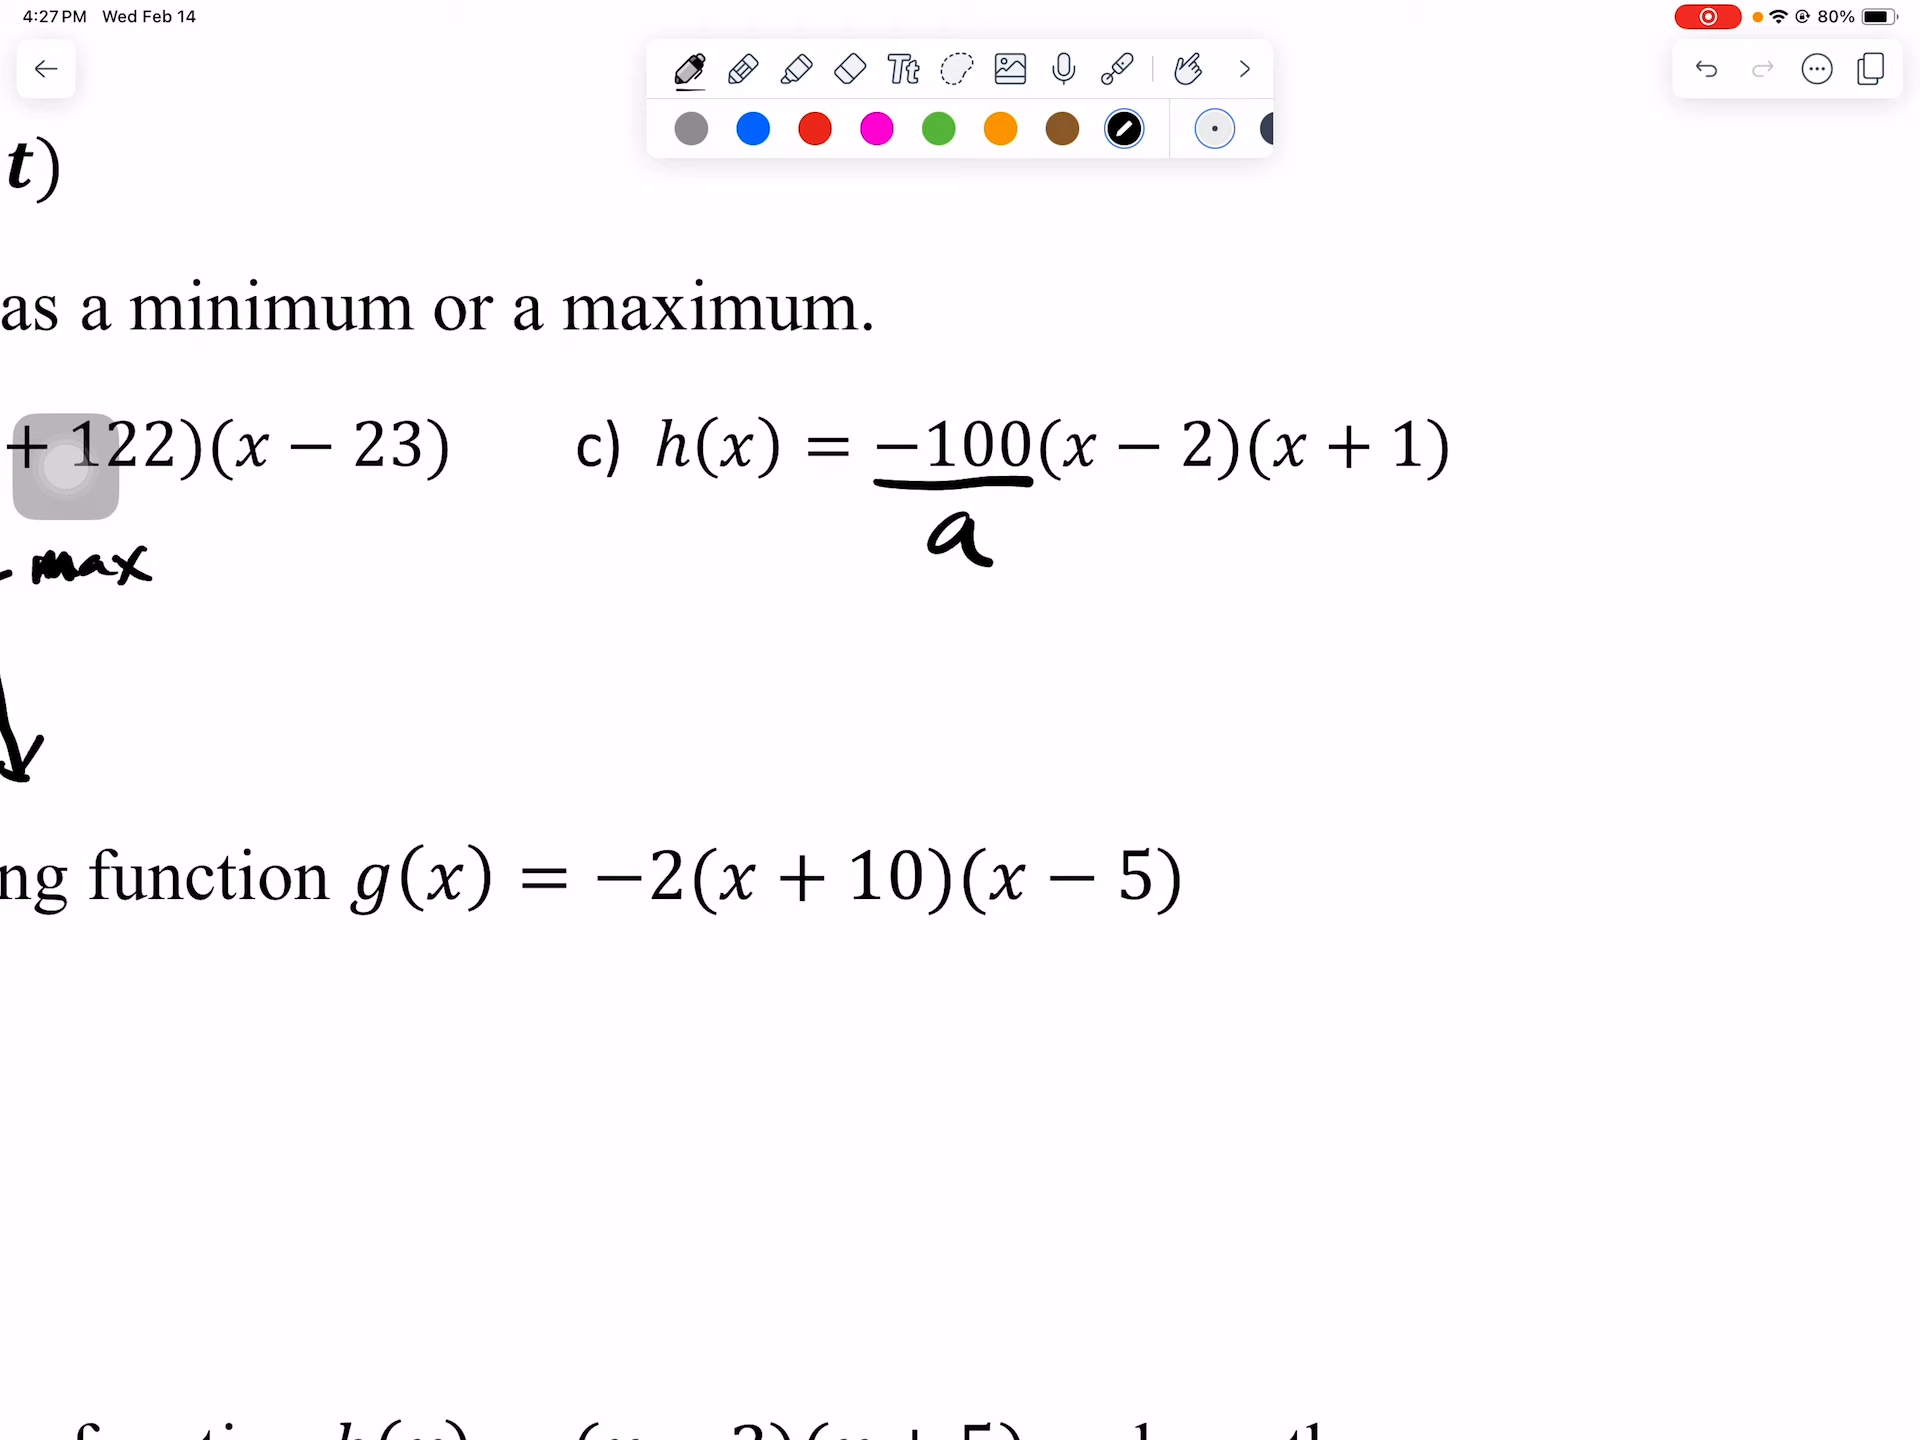 4:27 PM Wed Feb 14
80%
Tt
t)
as a minimum or a maximum.
+ 122)(x − 23) c) h(x) = −100(x − 2)(x + 1)
a
max
ng function g(x) = −2(x + 10)(x − 5)